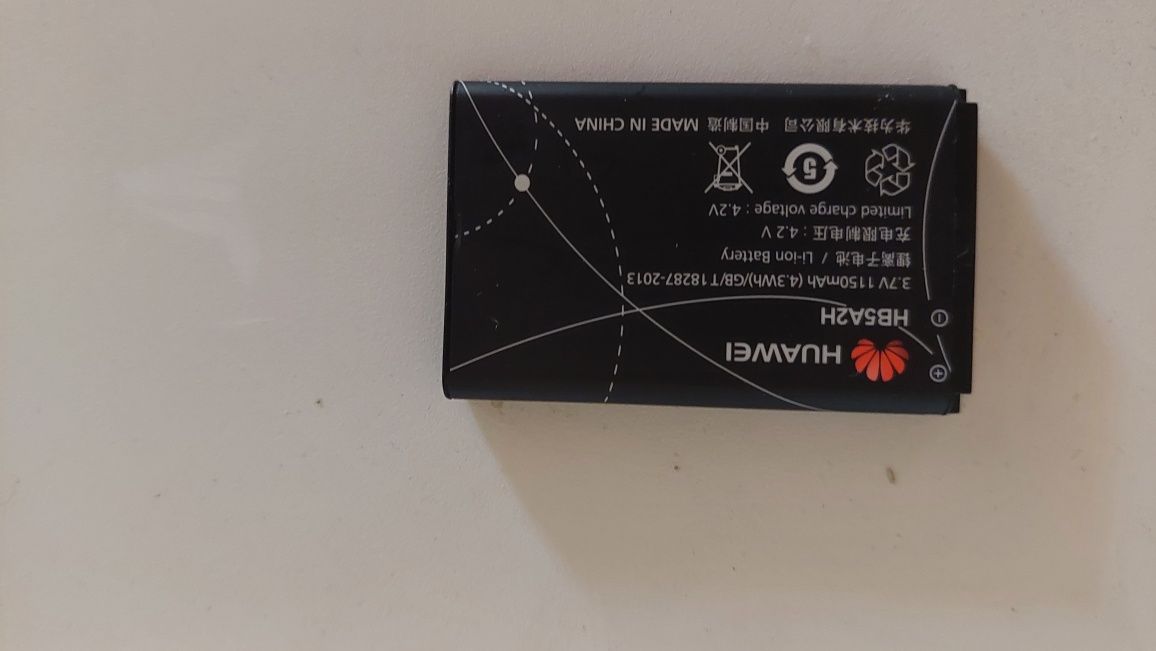 HUAWEI
HB5A2H
3.7V 1150mAh (4.3Wh)/GB/T18287-2013
锂离子电池 / Li-ion Battery
充电限制电压：4.2 V
Limited charge voltage : 4.2V
5
华为技术有限公司 中国制造 MADE IN CHINA